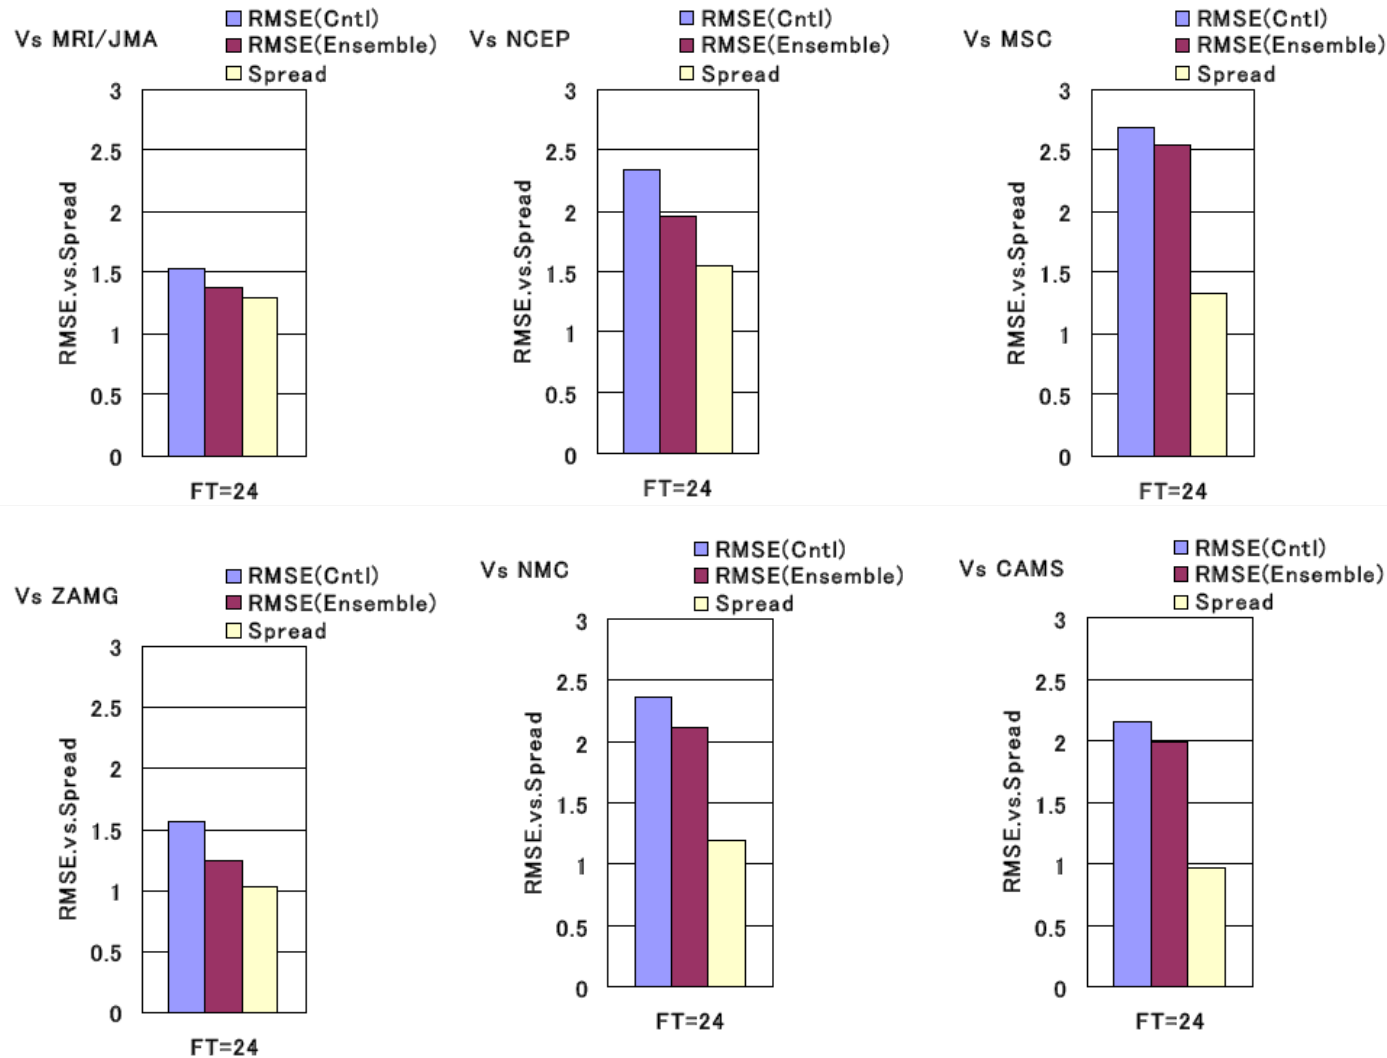 Vs MRI/JMA
RMSE(Cntl)
RMSE(Ensemble)
Spread
3
2.5
2
1.5
1
0.5
0
RMSE.vs.Spread
FT=24
Vs NCEP
RMSE(Cntl)
RMSE(Ensemble)
Spread
3
2.5
2
1.5
1
0.5
0
RMSE.vs.Spread
FT=24
Vs MSC
RMSE(Cntl)
RMSE(Ensemble)
Spread
3
2.5
2
1.5
1
0.5
0
RMSE.vs.Spread
FT=24
Vs ZAMG
RMSE(Cntl)
RMSE(Ensemble)
Spread
3
2.5
2
1.5
1
0.5
0
RMSE.vs.Spread
FT=24
Vs NMC
RMSE(Cntl)
RMSE(Ensemble)
Spread
3
2.5
2
1.5
1
0.5
0
RMSE.vs.Spread
FT=24
Vs CAMS
RMSE(Cntl)
RMSE(Ensemble)
Spread
3
2.5
2
1.5
1
0.5
0
RMSE.vs.Spread
FT=24